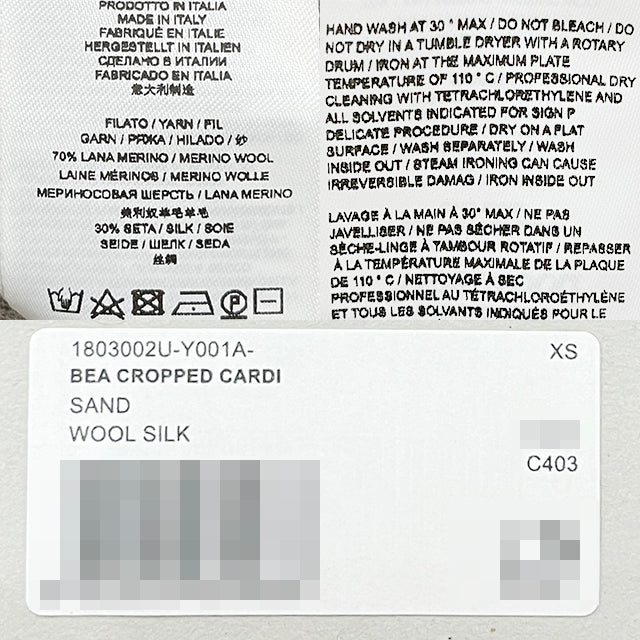 PRODOTTO IN ITALIA
MADE IN ITALY
FABRIQUÉ EN ITALIE
HERGESTELLT IN ITALIEN
СДЕЛАНО В ИТАЛИИ
FABRICADO EN ITALIA
意大利制造
FILATO / YARN / FIL
GARN / PRЯЖА / HILADO / 纱
70% LANA MERINO / MERINO WOOL
LAINE MÉRINOS / MERINO WOLLE
МЕРИНОСОВАЯ ШЕРСТЬ / LANA MERINO
美利奴羊毛羊毛
30% SETA / SILK / SOIE
SEIDE / ШЕЛК / SEDA
丝绸
HAND WASH AT 30 ° MAX / DO NOT BLEACH / DO
NOT DRY IN A TUMBLE DRYER WITH A ROTARY
DRUM / IRON AT THE MAXIMUM PLATE
TEMPERATURE OF 110 ° C / PROFESSIONAL DRY
CLEANING WITH TETRACHLORETHYLENE AND
ALL SOLVENTS INDICATED FOR SIGN P
DELICATE PROCEDURE / DRY ON A FLAT
SURFACE / WASH SEPARATELY / WASH
INSIDE OUT / STEAM IRONING CAN CAUSE
IRREVERSIBLE DAMAG / IRON INSIDE OUT
LAVAGE À LA MAIN À 30° MAX / NE PAS
JAVELLISER / NE PAS SÉCHER DANS UN
SÈCHE-LINGE À TAMBOUR ROTATIF / REPASSER
À LA TEMPÉRATURE MAXIMALE DE LA PLAQUE
DE 110 ° C / NETTOYAGE À SEC
PROFESSIONNEL AU TÉTRACHLOROÉTHYLÈNE
ET TOUS LES SOLVANTS INDIQUÉS POUR LE
1803002U-Y001A-
XS
BEA CROPPED CARDI
SAND
WOOL SILK
C403